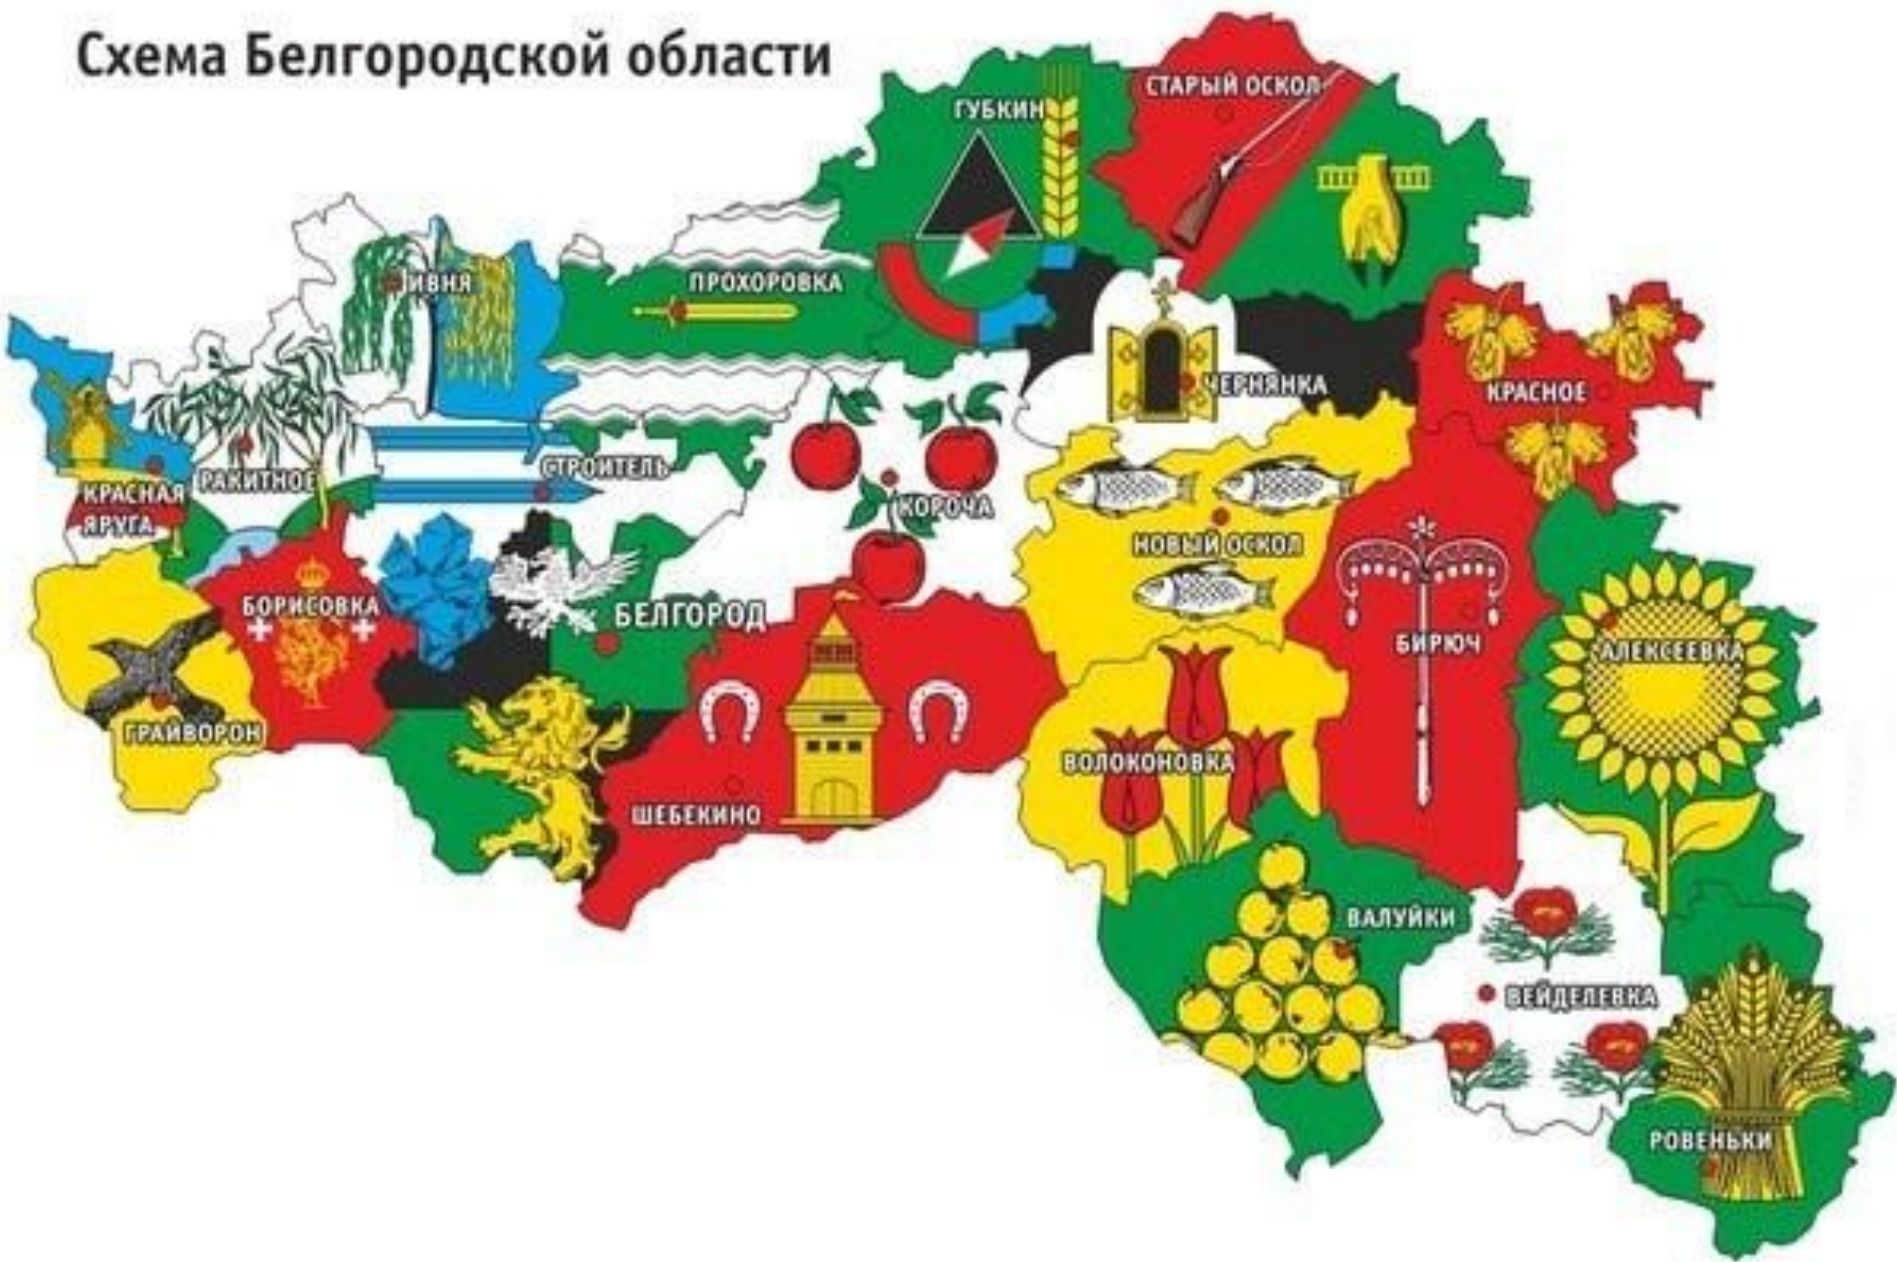 Схема Белгородской области
СТАРЫЙ ОСКОЛ
ГУБКИН
ИВНЯ
ПРОХОРОВКА
ЧЕРНЯНКА
КРАСНОЕ
СТРОИТЕЛЬ
РАКИТНОЕ
КРАСНАЯ
ЯРУГА
КОРОЧА
НОВЫЙ ОСКОЛ
БОРИСОВКА
БЕЛГОРОД
БИРЮЧ
АЛЕКСЕЕВКА
ГРАЙВОРОН
ВОЛОКОНОВКА
ШЕБЕКИНО
ВАЛУЙКИ
ВЕЙДЕЛЕВКА
РОВЕНЬКИ